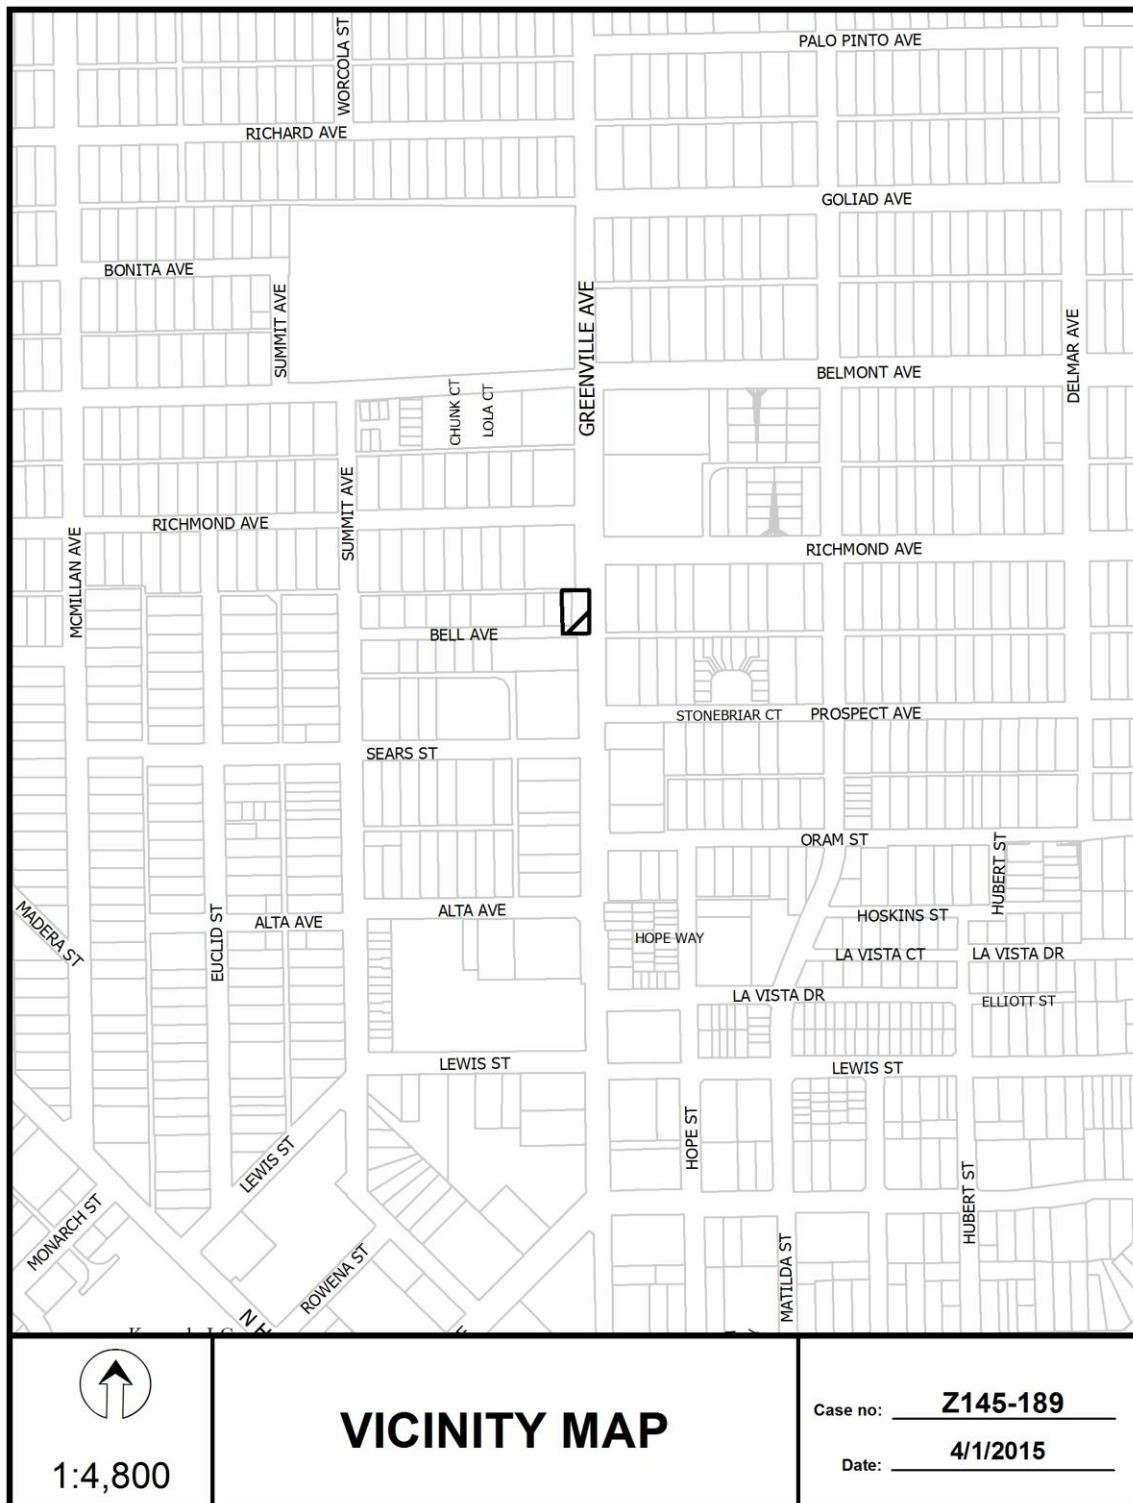 WORCOLA ST
PALO PINTO AVE
RICHARD AVE
GOLIAD AVE
BONITA AVE
SUMMIT AVE
GREENVILLE AVE
DELMAR AVE
BELMONT AVE
CHUNK CT
LOLA CT
SUMMIT AVE
RICHMOND AVE
MCMILLAN AVE
RICHMOND AVE
BELL AVE
STONEBRIAR CT
PROSPECT AVE
SEARS ST
ORAM ST
HUBERT ST
MADERA ST
EUCLID ST
ALTA AVE
ALTA AVE
HOSKINS ST
HOPE WAY
LA VISTA CT
LA VISTA DR
LA VISTA DR
ELLIOTT ST
LEWIS ST
LEWIS ST
HOPE ST
LEWIS ST
HUBERT ST
MONARCH ST
ROWENA ST
MATILDA ST
N H
1:4,800
VICINITY MAP
Case no: Z145-189
Date: 4/1/2015